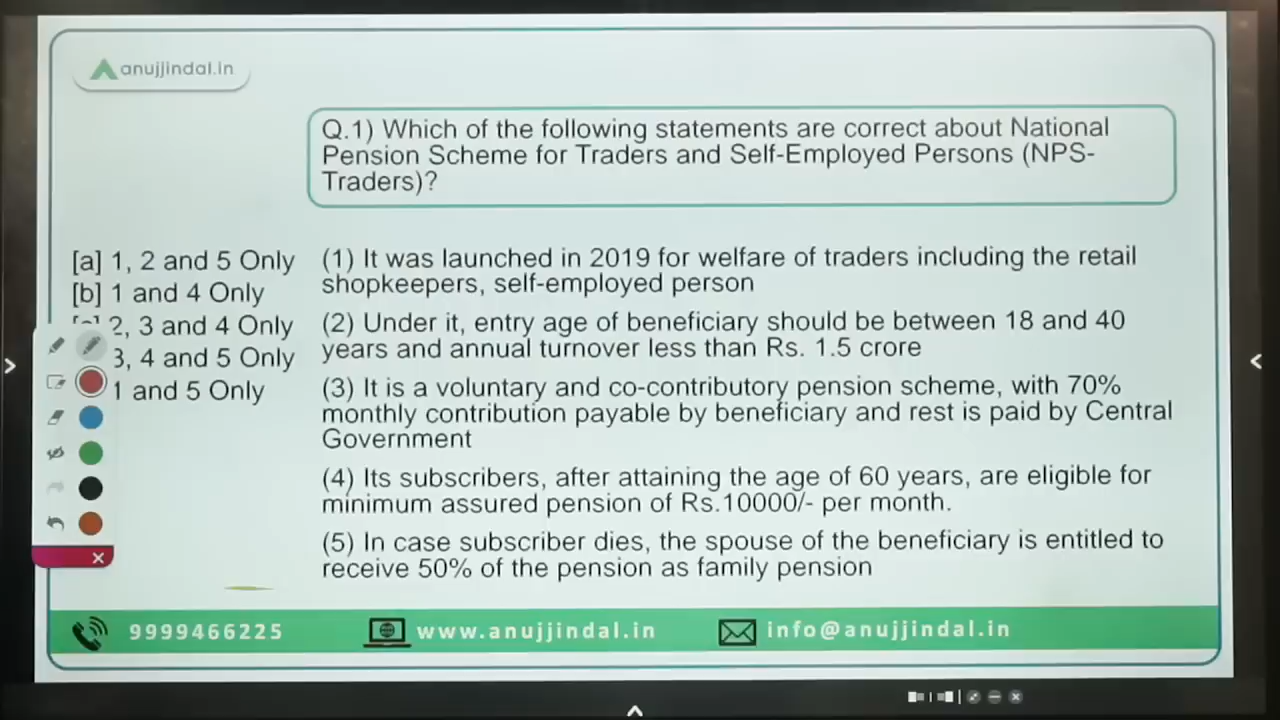 anujjindal.in
Q.1) Which of the following statements are correct about National
Pension Scheme for Traders and Self-Employed Persons (NPS-
Traders)?
[a] 1, 2 and 5 Only
[b] 1 and 4 Only
2, 3 and 4 Only
3, 4 and 5 Only
1 and 5 Only
(1) It was launched in 2019 for welfare of traders including the retail
shopkeepers, self-employed person
(2) Under it, entry age of beneficiary should be between 18 and 40
years and annual turnover less than Rs. 1.5 crore
(3) It is a voluntary and co-contributory pension scheme, with 70%
monthly contribution payable by beneficiary and rest is paid by Central
Government
(4) Its subscribers, after attaining the age of 60 years, are eligible for
minimum assured pension of Rs.10000/- per month.
(5) In case subscriber dies, the spouse of the beneficiary is entitled to
receive 50% of the pension as family pension
9999466225
www.anujjindal.in
info@anujjindal.in